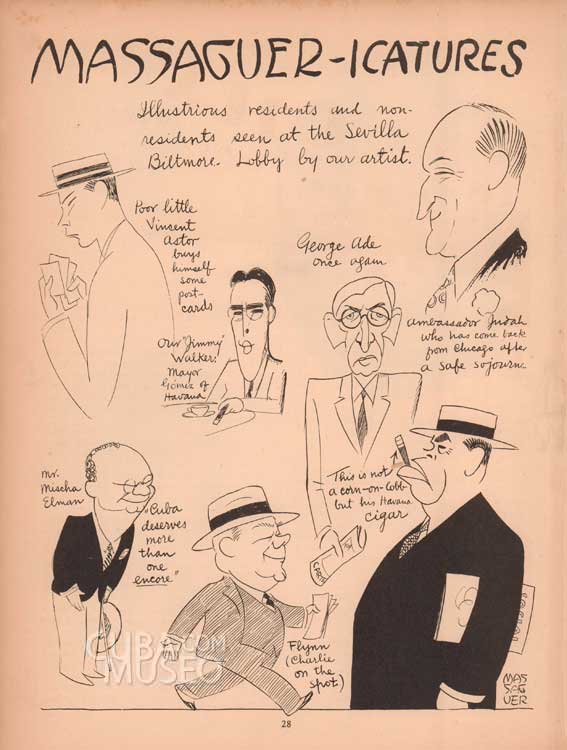 MASSAGUER-ICATURES
Illustrious residents and non-
residents seen at the Sevilla
Biltmore. Lobby by our artist.
Poor little
Vincent
Astor
buys
himself
some
post-
cards
George Ade
once again
Our "Jimmy"
Walker:
Mayor
Gómez of
Havana
Ambassador Judah
who has come back
from Chicago after
a safe sojourn.
Mr.
Mischa
Elman
"Cuba
deserves
more
than
one
encore"
This is not
a corn-on-cobb
but his Havana
cigar
Flynn
(Charlie
on the
spot)
MAS
SAG
UER
CUBA
.COM
MUSEO
28